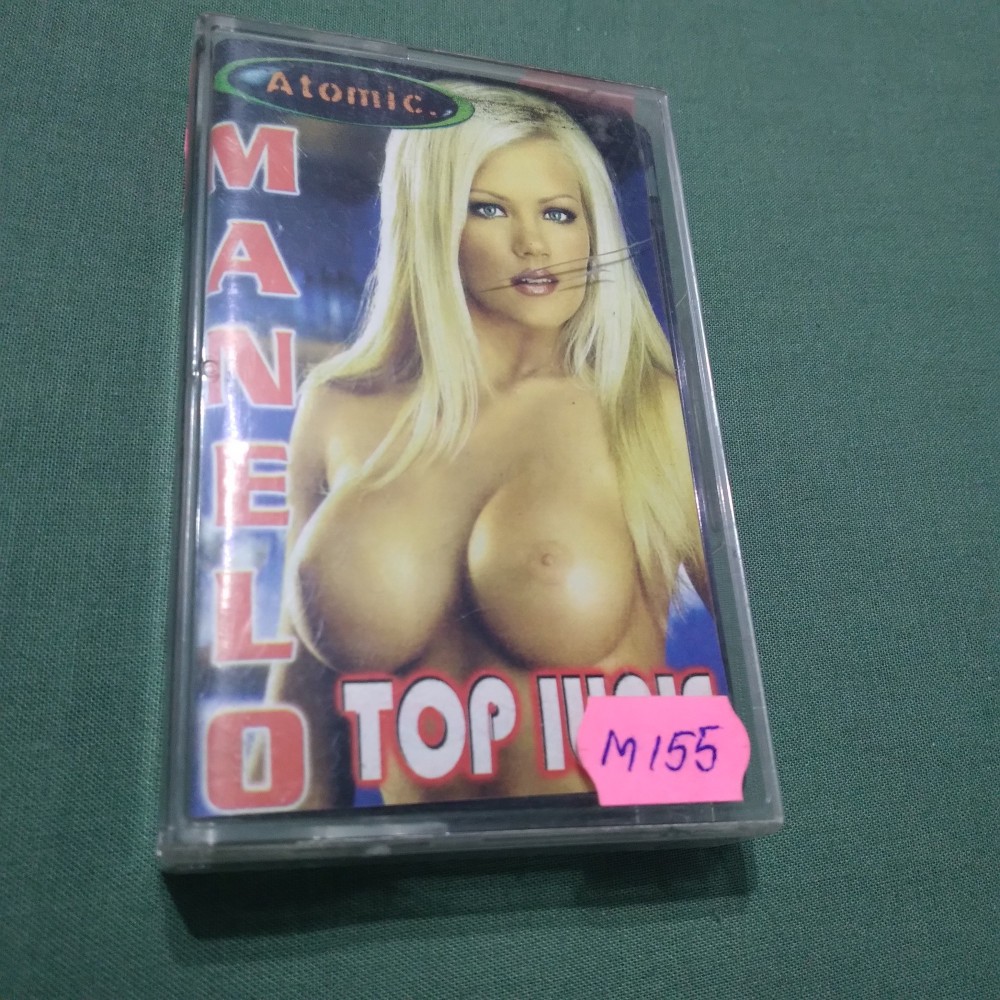 Atomic.
MANELO
TOP
M155